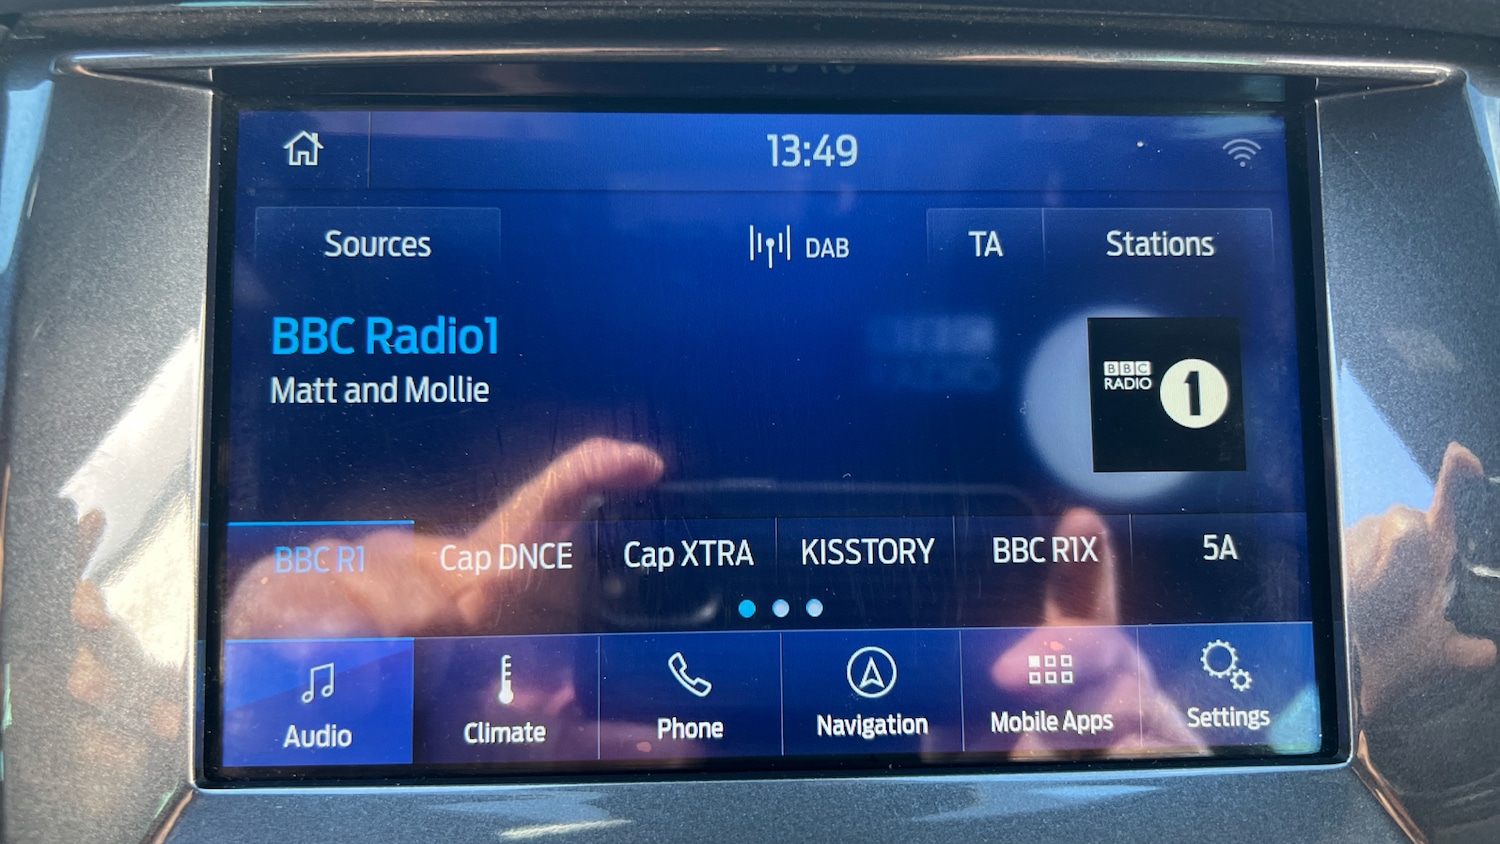 13:49
Sources DAB TA Stations
BBC Radio1
Matt and Mollie
BBC
RADIO 1
BBC R1 Cap DNCE Cap XTRA KISSTORY BBC R1X 5A
Audio Climate Phone Navigation Mobile Apps Settings